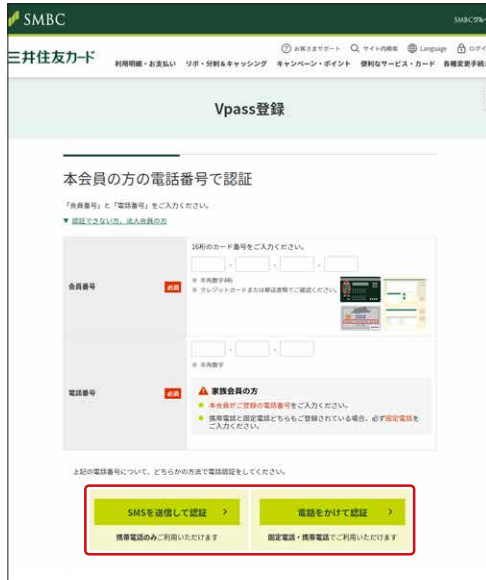 SMBC
SMBCグル
三井住友カード
お客さまサポート サイト内検索 Language ログイ
利用明細・お支払い リボ・分割&キャッシング キャンペーン・ポイント 便利なサービス・カード 各種変更手続
Vpass登録
本会員の方の電話番号で認証
「会員番号」と「電話番号」をご入力ください。
▼ 認証できない方、法人会員の方
16桁のカード番号をご入力ください。
会員番号 必須
- - -
※ 半角数字4桁
※ クレジットカードまたは郵送書類でご確認ください。
- -
※ 半角数字
電話番号 必須
家族会員の方
本会員がご登録の電話番号をご入力ください。
携帯電話と固定電話どちらもご登録されている場合、必ず固定電話を
ご入力ください。
上記の電話番号について、どちらかの方法で電話認証をしてください。
SMSを送信して認証 電話をかけて認証
携帯電話のみご利用いただけます 固定電話・携帯電話でご利用いただけます